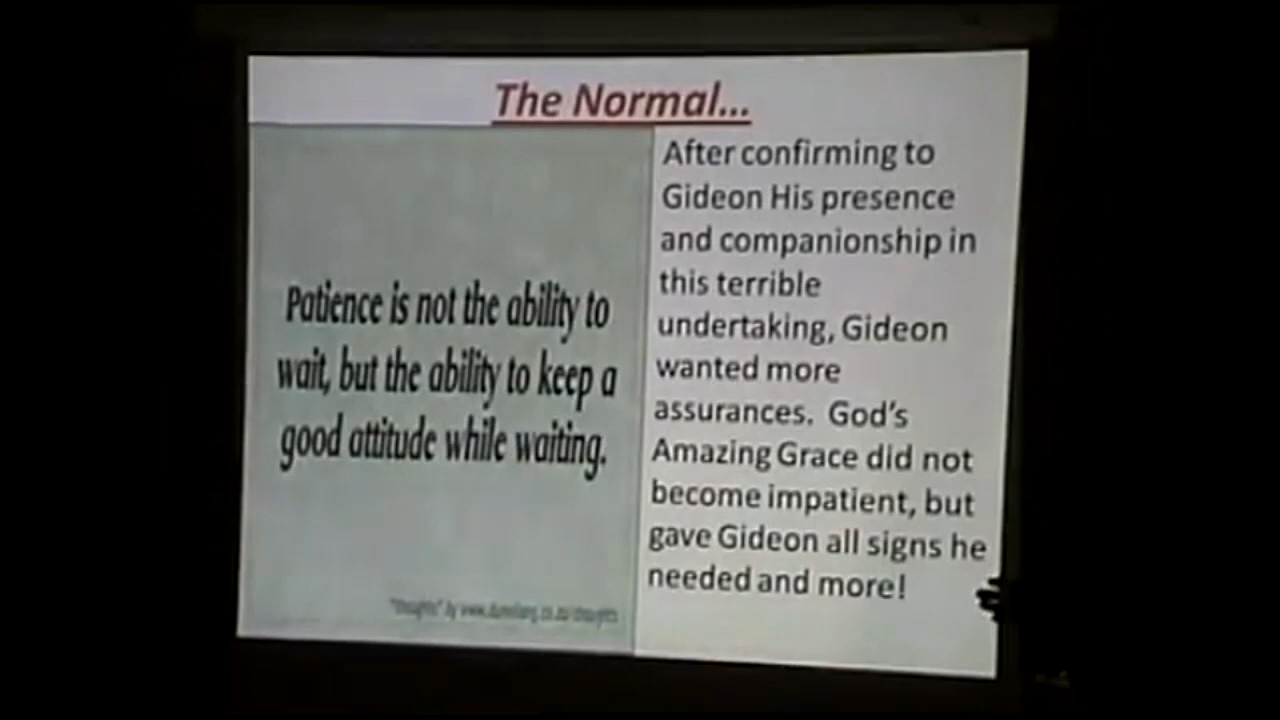 The Normal...
Patience is not the ability to
wait, but the ability to keep a
good attitude while waiting.
"thoughts" by
After confirming to
Gideon His presence
and companionship in
this terrible
undertaking, Gideon
wanted more
assurances.  God's
Amazing Grace did not
become impatient, but
gave Gideon all signs he
needed and more!